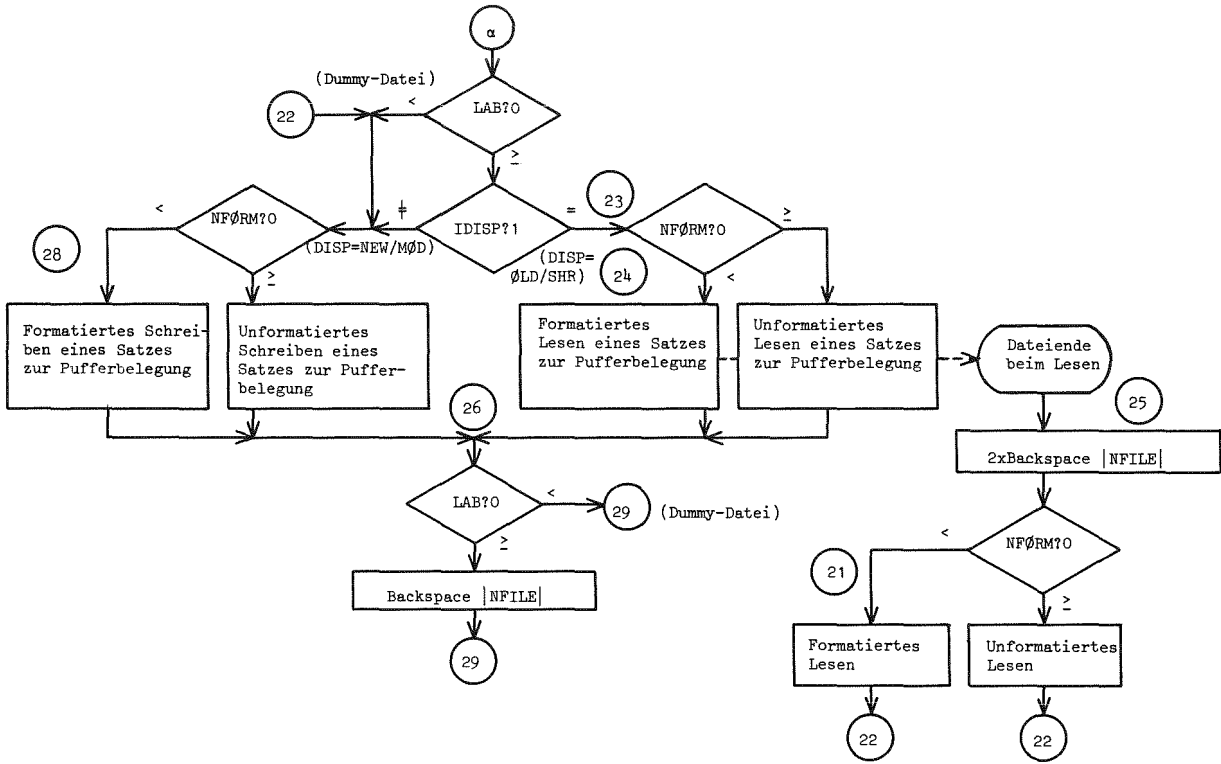 α
(Dummy-Datei)
<
LAB?0
22
≥
23
<
NFØRM?0
≠
IDISP?1
=
NFØRM?0
≥
28
(DISP=NEW/MØD)
(DISP=
ØLD/SHR)
24
<
≥
Formatiertes Schrei-
ben eines Satzes
zur Pufferbelegung
Unformatiertes
Schreiben eines
Satzes zur Puffer-
belegung
Formatiertes
Lesen eines Satzes
zur Pufferbelegung
Unformatiertes
Lesen eines Satzes
zur Pufferbelegung
Dateiende
beim Lesen
26
25
2xBackspace |NFILE|
LAB?0
<
29
(Dummy-Datei)
≥
<
NFØRM?0
21
≥
Backspace |NFILE|
29
Formatiertes
Lesen
Unformatiertes
Lesen
22
22